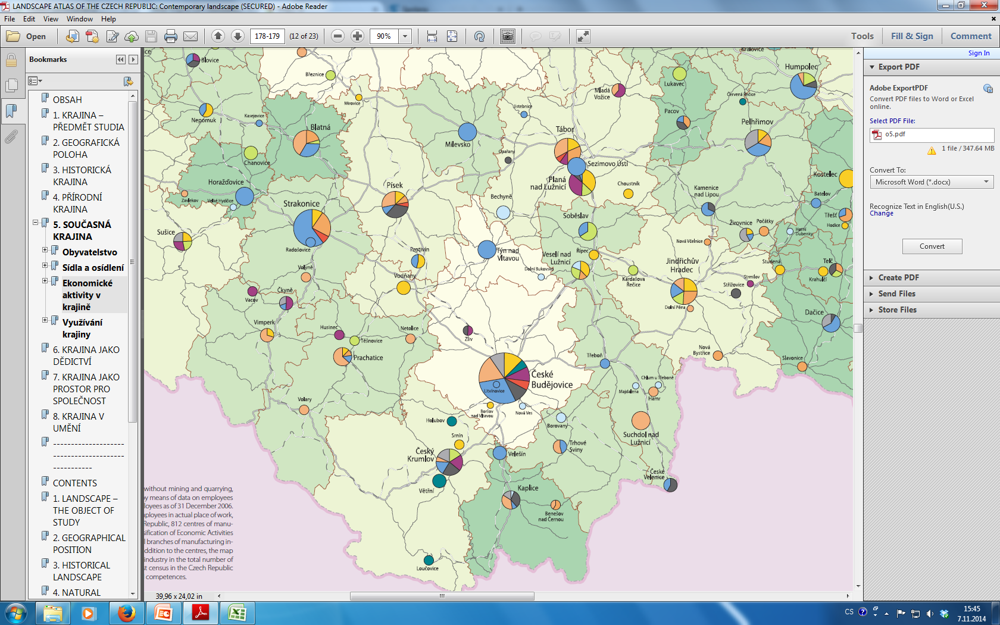 LANDSCAPE ATLAS OF THE CZECH REPUBLIC: Contemporary landscape (SECURED) - Adobe Reader
File Edit View Window Help
Open
178-179
(12 of 23)
90%
Tools
Fill & Sign
Comment
Bookmarks
OBSAH
1. KRAJINA –
PŘEDMĚT STUDIA
2. GEOGRAFICKÁ
POLOHA
3. HISTORICKÁ
KRAJINA
4. PŘÍRODNÍ
KRAJINA
5. SOUČASNÁ
KRAJINA
Obyvatelstvo
Sídla a osídlení
Ekonomické
aktivity v
krajině
Využívání
krajiny
6. KRAJINA JAKO
DĚDICTVÍ
7. KRAJINA JAKO
PROSTOR PRO
SPOLEČNOST
8. KRAJINA V
UMĚNÍ
--------------------
--------------------
-----------
CONTENTS
1. LANDSCAPE –
THE OBJECT OF
STUDY
2. GEOGRAPHICAL
POSITION
3. HISTORICAL
LANDSCAPE
4. NATURAL
Blovice
Březnice
Mirovice
Nepomuk
Kasejovice
Blatná
Chanovice
Horažďovice
Zavlekov
Velké Hydčice
Sušice
Strakonice
Radošovice
Písek
Milevsko
Jistebnice
Opařany
Tábor
Mladá
Vožice
Sezimovo Ústí
Planá
nad Lužnicí
Choustník
Bechyně
Soběslav
Týn nad
Vltavou
Veselí nad
Lužnicí
Řípec
Dolní Bukovsko
Kardašova
Řečice
Lukavec
Pacov
Červená Řečice
Humpolec
Pelhřimov
Kamenice
nad Lipou
Kostelec
Batelov
Třešť
Hodice
Žirovnice
Počátky
Horní
Dubenky
Nová Včelnice
Jindřichův
Hradec
Dolní Pěna
Strmilov
Střížovice
Studená
Telč
Krahulčí
Dačice
Slavonice
Nová
Bystřice
Protivín
Vodňany
Volyně
Vacov
Čkyně
Vimperk
Husinec
Těšnovice
Netolice
Prachatice
Volary
Zliv
České
Budějovice
Litvínovice
Boršov
nad Vltavou
Nová Ves
Třeboň
Chlum u Třeboně
Majdalena
Hamr
Suchdol nad
Lužnicí
Borovany
Trhové
Sviny
České
Velenice
Holubov
Srnín
Český
Krumlov
Větřní
Velešín
Kaplice
Benešov
nad Černou
Loučovice
without mining and quarrying,
y means of data on employees
loyees as of 31 December 2006.
nployees in actual place of work,
Republic, 812 centres of manu-
sification of Economic Activities
l branches of manufacturing in-
ddition to the centres, the map
industry in the total number of
st census in the Czech Republic
l competences.
39,96 x 24,02 in
Sign In
Export PDF
Adobe ExportPDF
Convert PDF files to Word or Excel
online.
Select PDF File:
o5.pdf
1 file / 347.64 MB
Convert To:
Microsoft Word (*.docx)
Recognize Text in English(U.S.)
Change
Convert
Create PDF
Send Files
Store Files
CS
15:45
7.11.2014